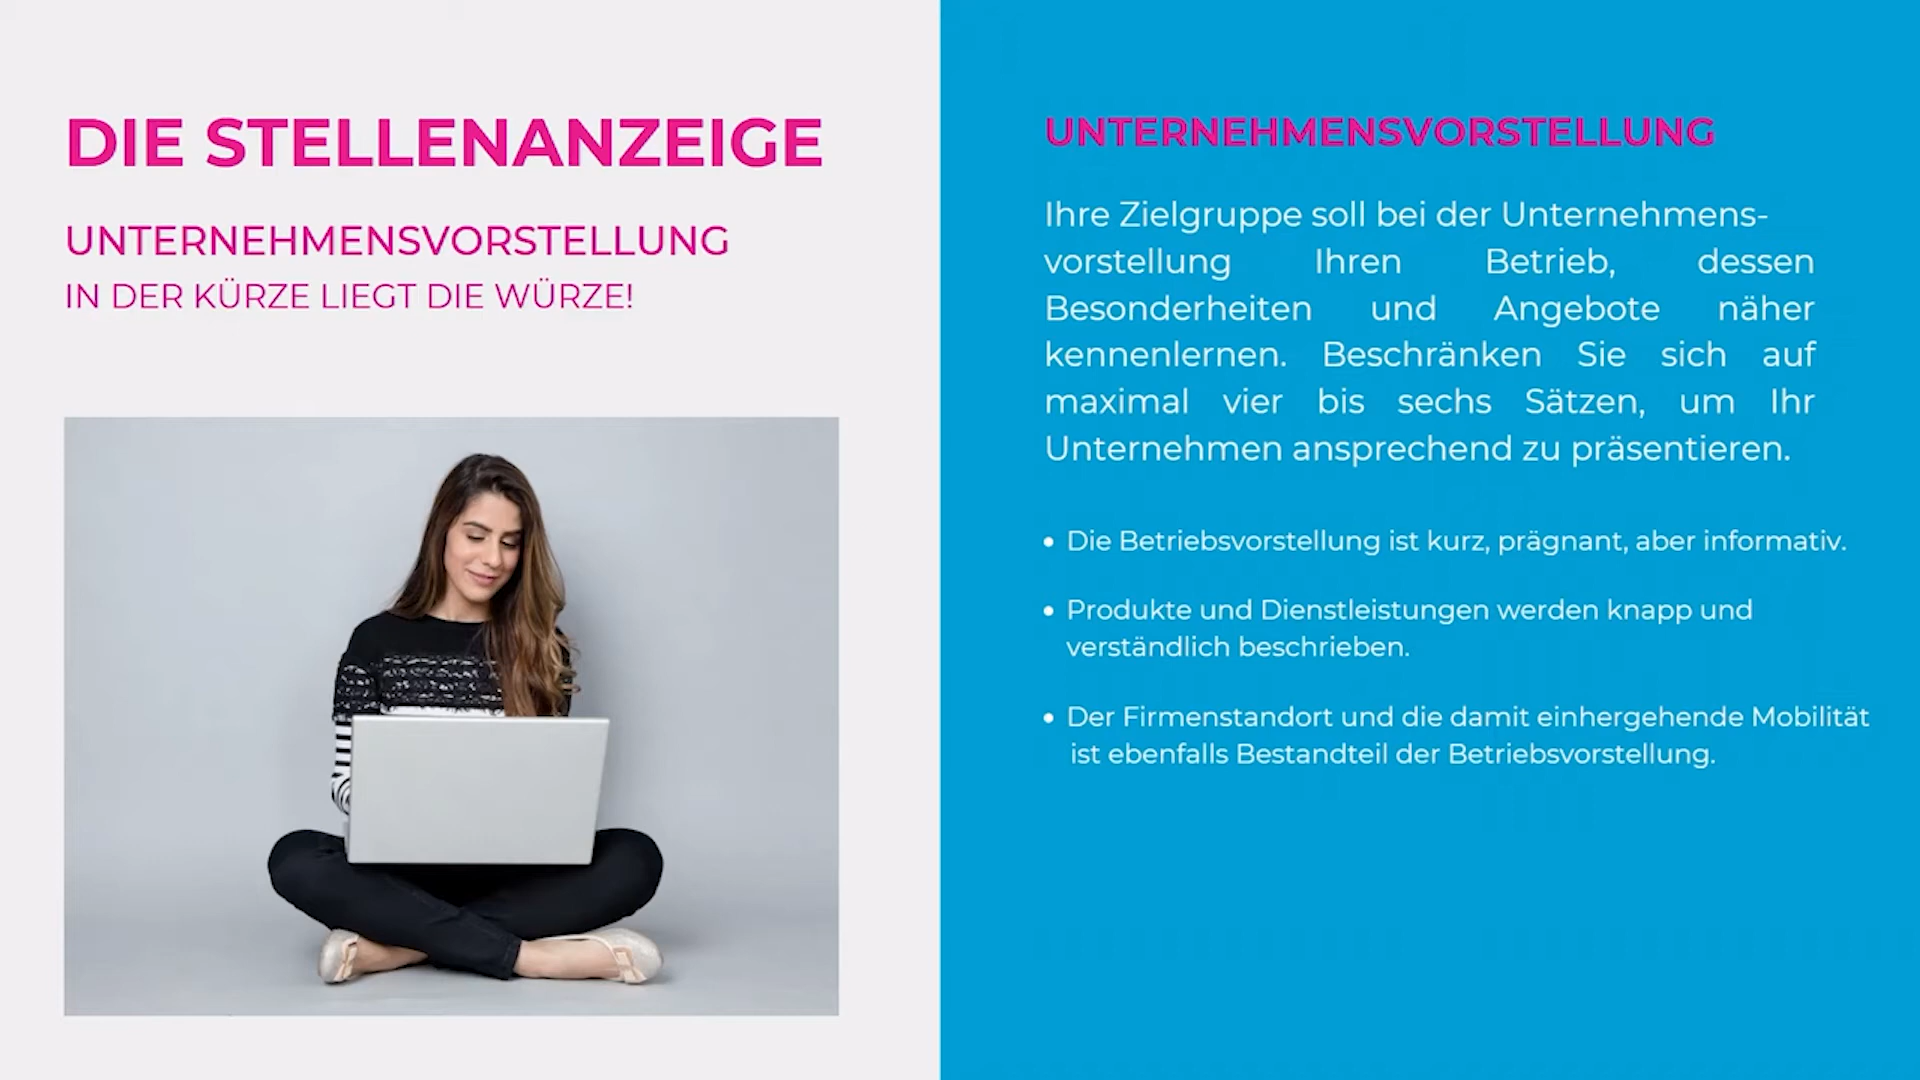 DIE STELLENANZEIGE
UNTERNEHMENSVORSTELLUNG
IN DER KÜRZE LIEGT DIE WÜRZE!
UNTERNEHMENSVORSTELLUNG
Ihre Zielgruppe soll bei der Unternehmens-
vorstellung Ihren Betrieb, dessen
Besonderheiten und Angebote näher
kennenlernen. Beschränken Sie sich auf
maximal vier bis sechs Sätzen, um Ihr
Unternehmen ansprechend zu präsentieren.
• Die Betriebsvorstellung ist kurz, prägnant, aber informativ.
• Produkte und Dienstleistungen werden knapp und
verständlich beschrieben.
• Der Firmenstandort und die damit einhergehende Mobilität
ist ebenfalls Bestandteil der Betriebsvorstellung.